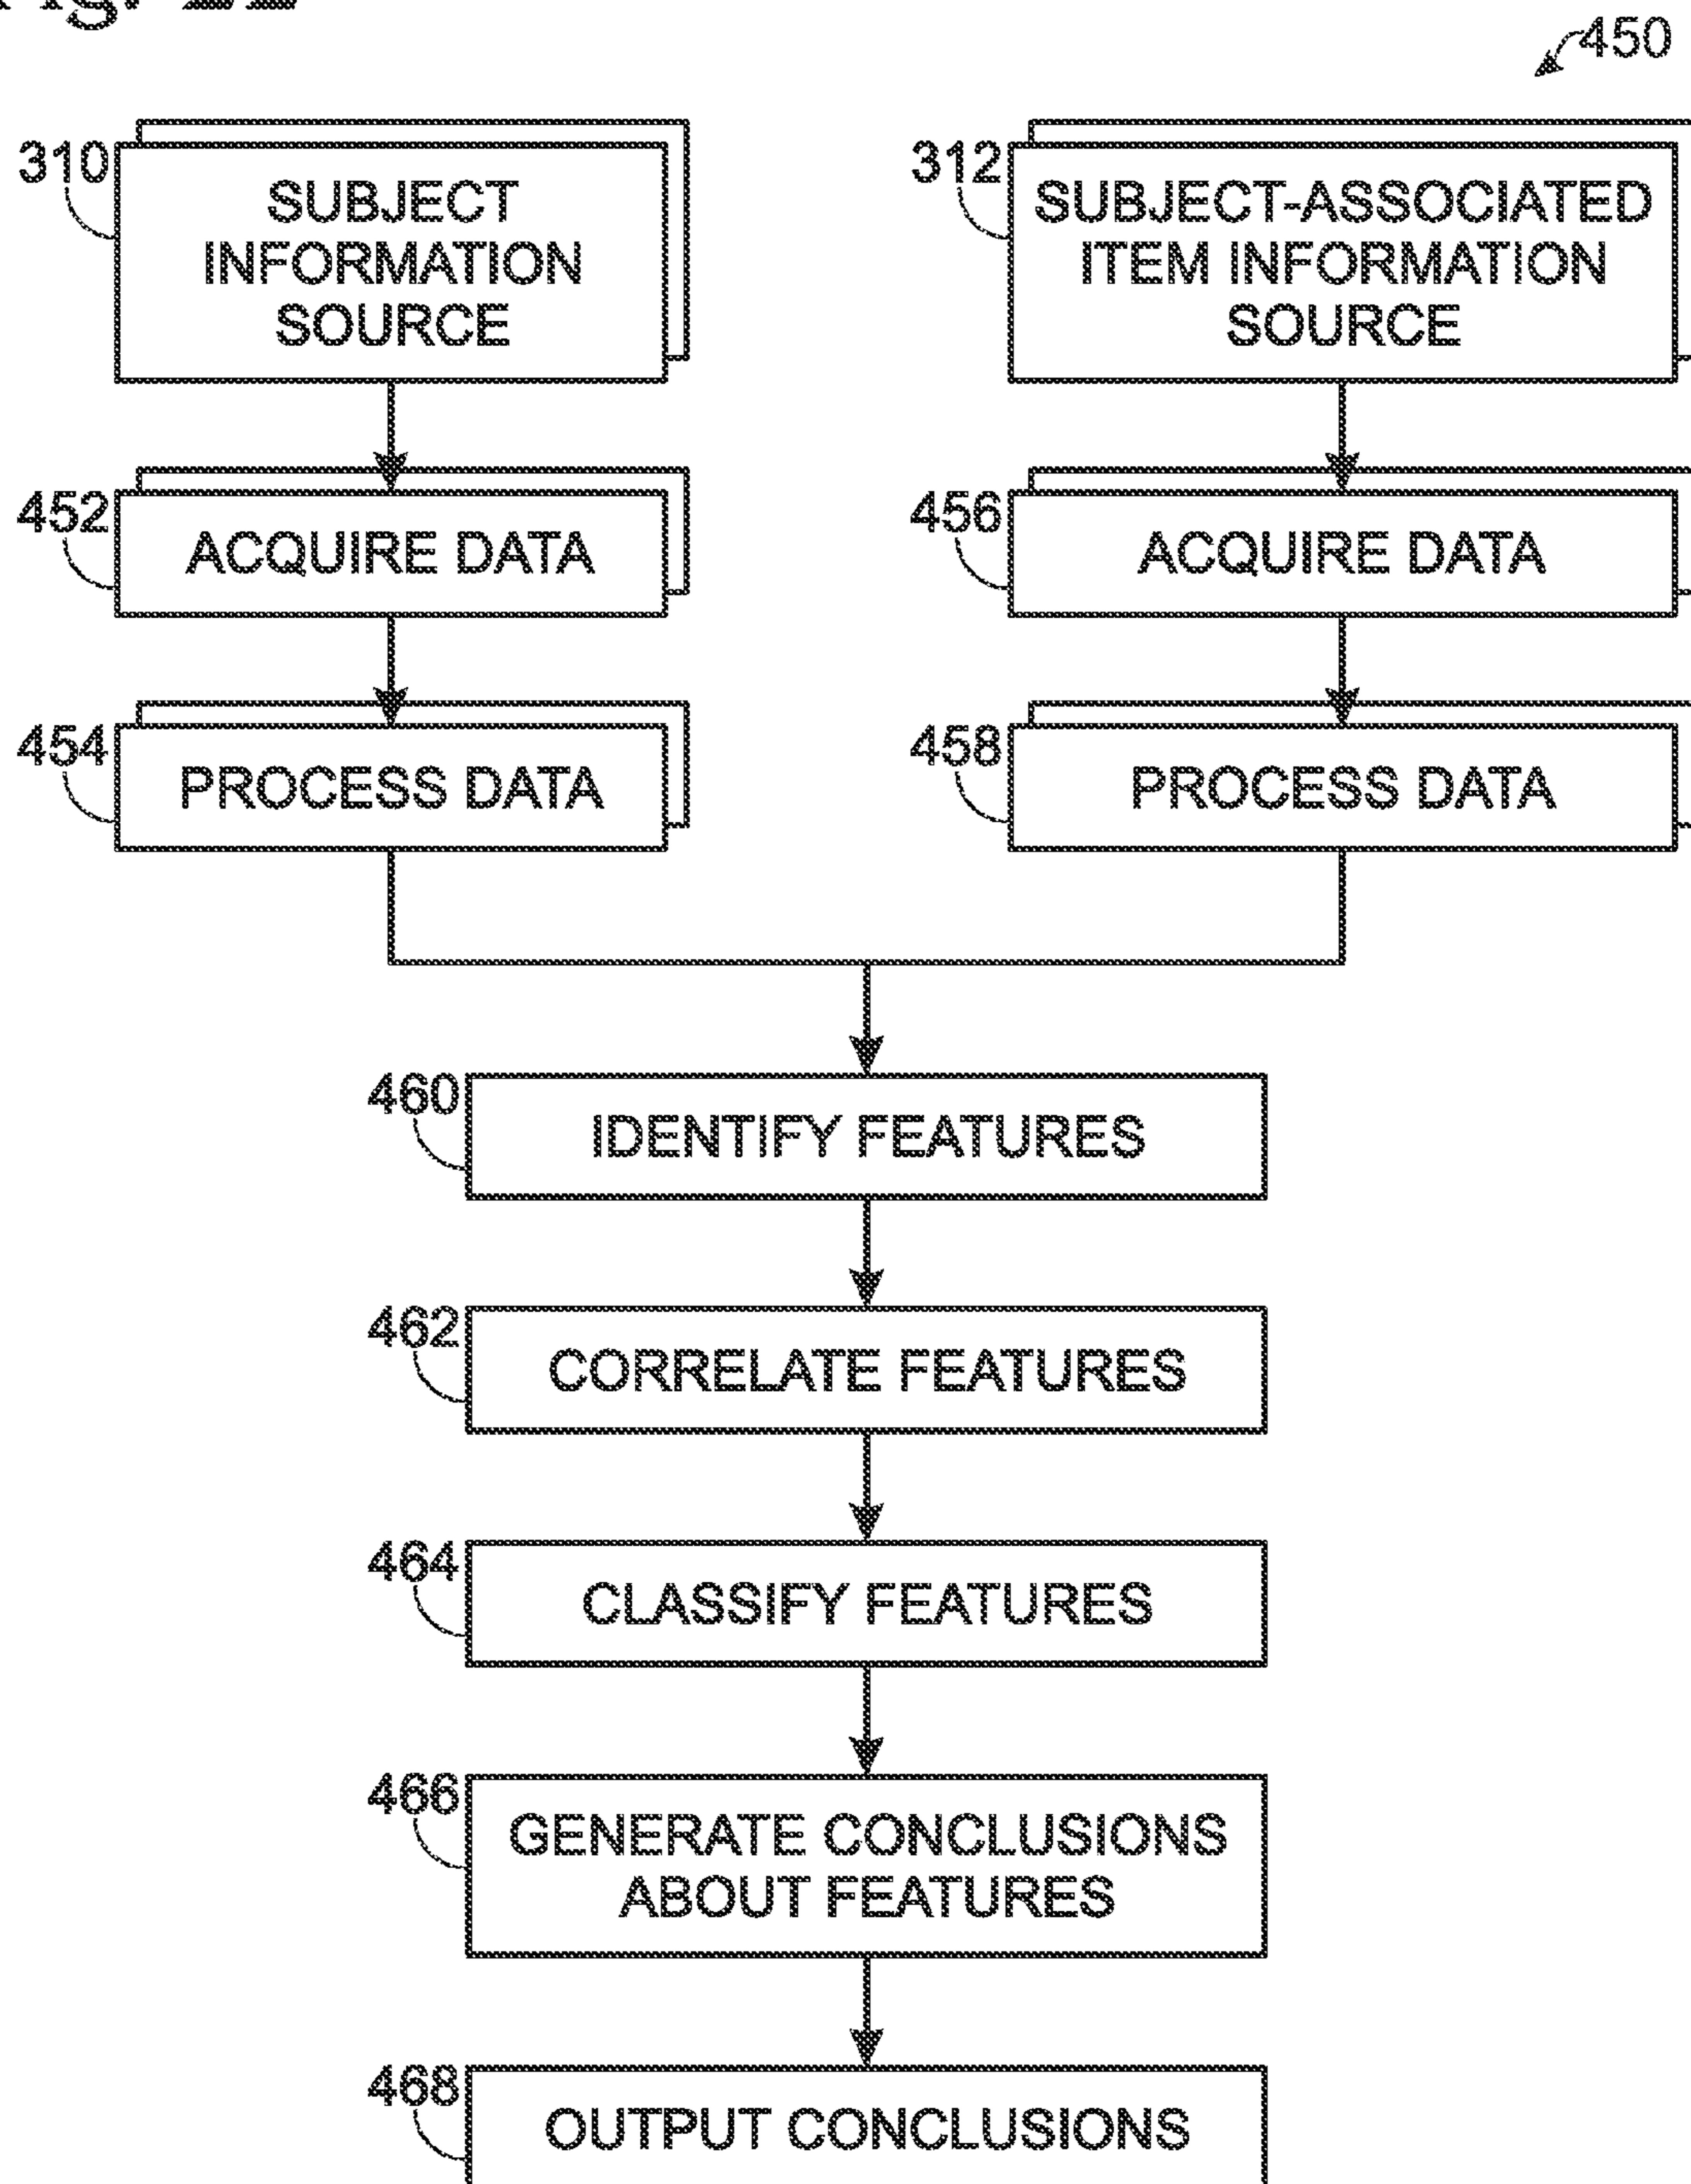 450
310
SUBJECT
INFORMATION
SOURCE
312
SUBJECT-ASSOCIATED
ITEM INFORMATION
SOURCE
452
ACQUIRE DATA
456
ACQUIRE DATA
454
PROCESS DATA
458
PROCESS DATA
460
IDENTIFY FEATURES
462
CORRELATE FEATURES
464
CLASSIFY FEATURES
466
GENERATE CONCLUSIONS
ABOUT FEATURES
468
OUTPUT CONCLUSIONS